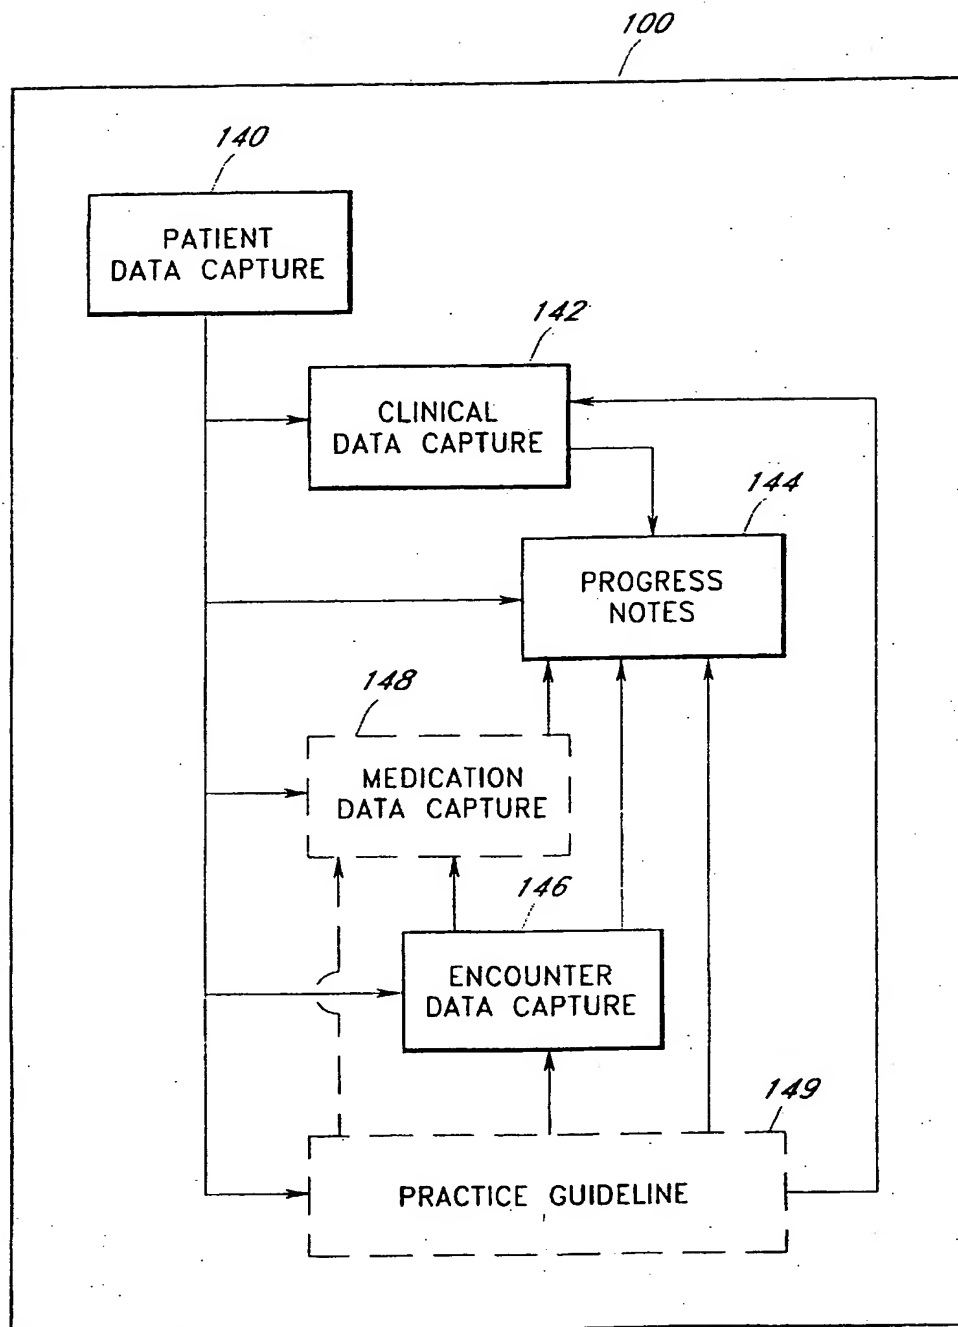 100
140
PATIENT
DATA CAPTURE
142
CLINICAL
DATA CAPTURE
144
PROGRESS
NOTES
148
MEDICATION
DATA CAPTURE
146
ENCOUNTER
DATA CAPTURE
149
PRACTICE GUIDELINE